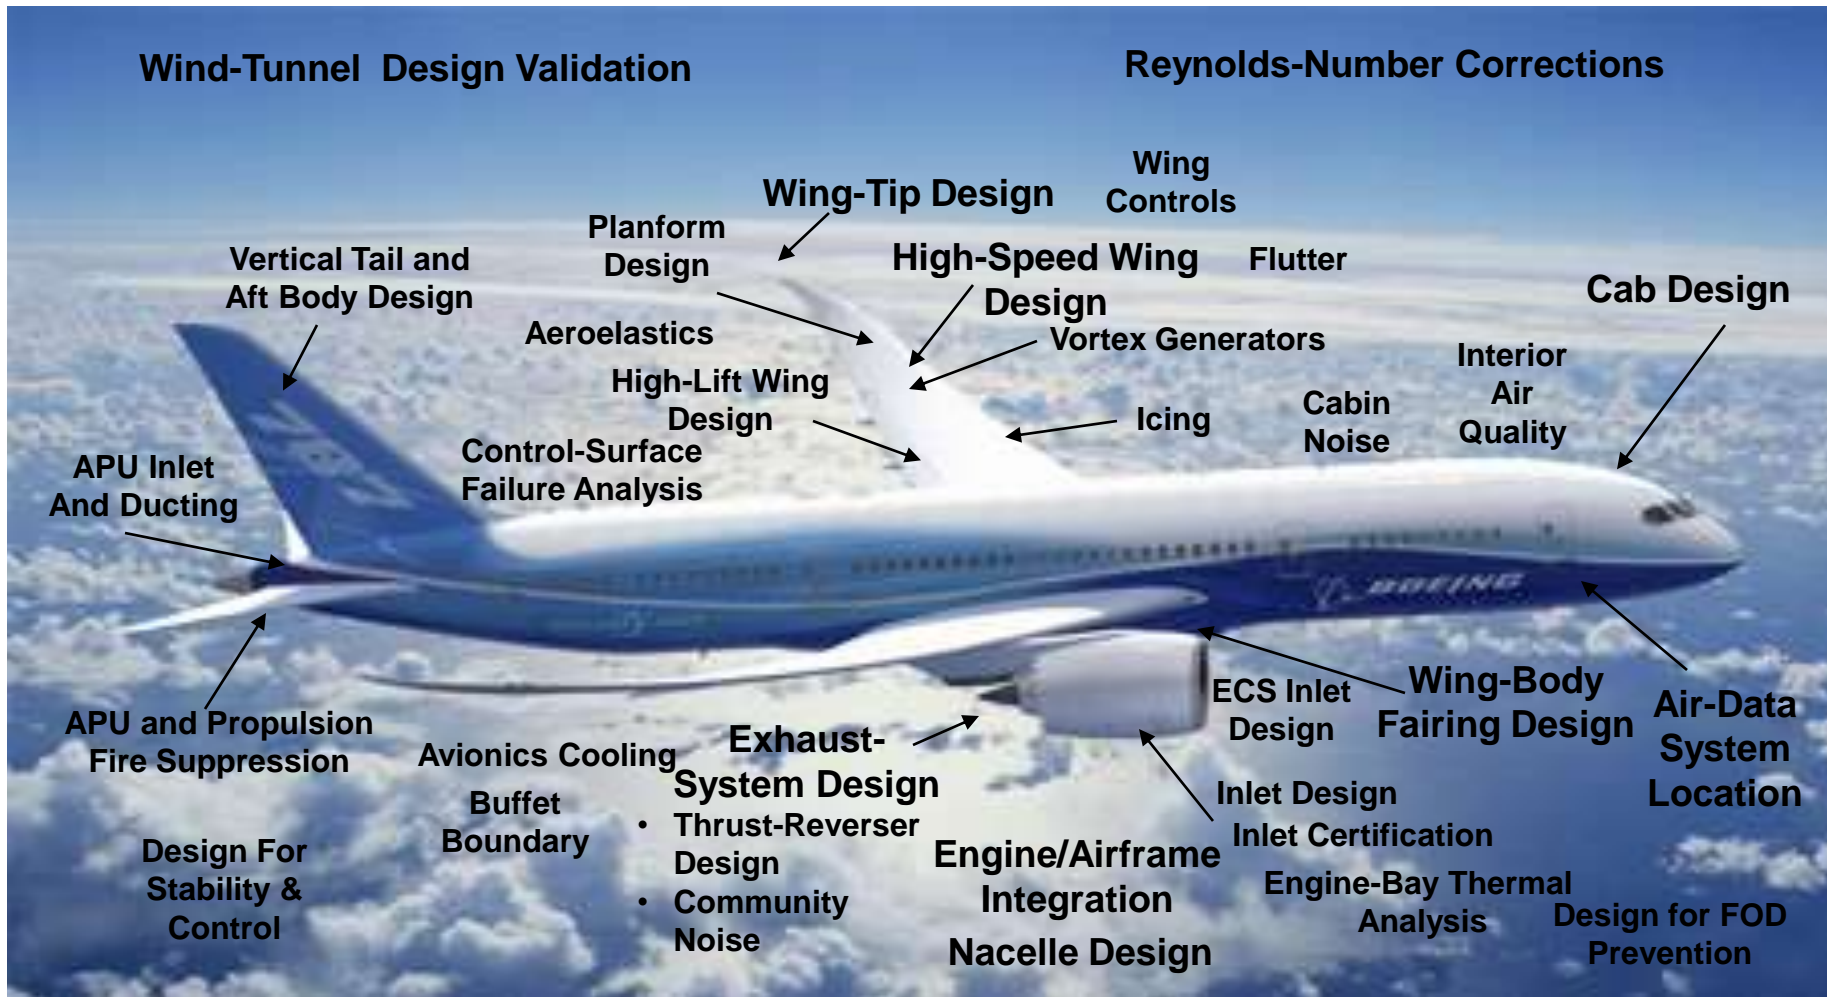 Wind-Tunnel Design Validation
Reynolds-Number Corrections
Wing
Controls
Wing-Tip Design
Planform
Design
High-Speed Wing
Design
Flutter
Vertical Tail and
Aft Body Design
Cab Design
Aeroelastics
Vortex Generators
Interior
Air
Quality
High-Lift Wing
Design
Icing
Cabin
Noise
Control-Surface
Failure Analysis
APU Inlet
And Ducting
787
BOEING
Wing-Body
Fairing Design
ECS Inlet
Design
Air-Data
System
Location
APU and Propulsion
Fire Suppression
Avionics Cooling
Exhaust-
System Design
• Thrust-Reverser
Design
• Community
Noise
Buffet
Boundary
Inlet Design
Inlet Certification
Design For
Stability &
Control
Engine/Airframe
Integration
Nacelle Design
Engine-Bay Thermal
Analysis
Design for FOD
Prevention